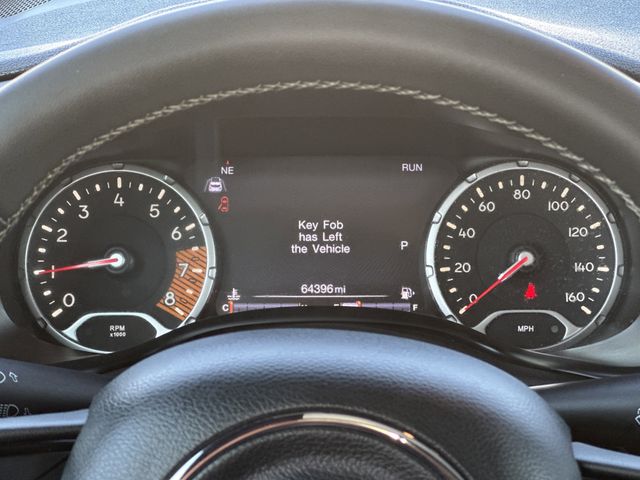 NE
RUN
Key Fob
has Left
the Vehicle
P
64396 mi
C
F
0
2
3
4
5
6
7
8
RPM
x1000
0
20
40
60
80
100
120
140
160
MPH